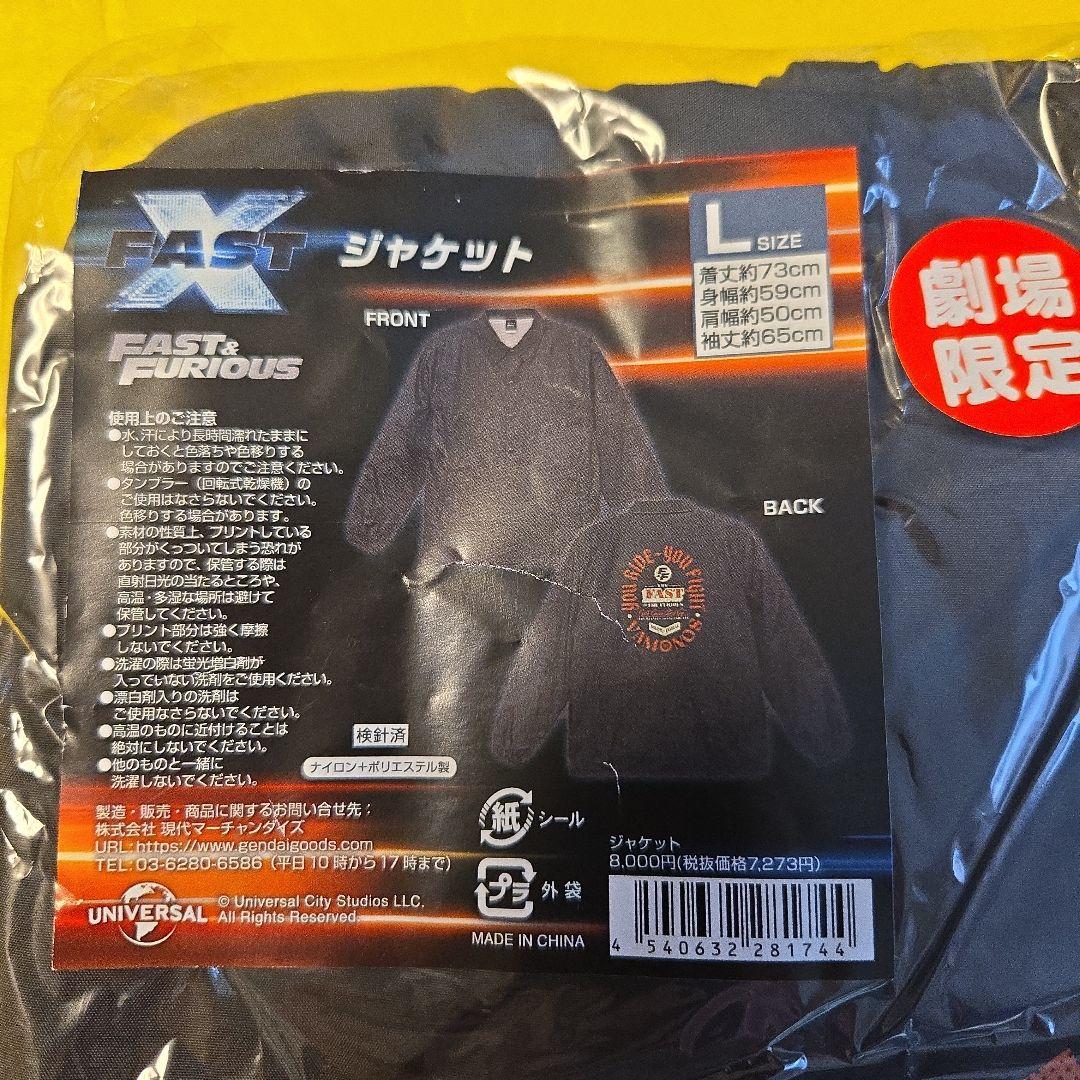 FAST X
ジャケット
FAST &
FURIOUS
L SIZE
着丈約73cm
身幅約59cm
肩幅約50cm
袖丈約65cm
劇場
限定
FRONT
BACK
YOU RIDE-YOU FIGHT
FAST
VAMONOS
使用上のご注意
●水、汗により長時間濡れたままに
しておくと色落ちや色移りする
場合がありますのでご注意ください。
●タンブラー(回転式乾燥機)の
ご使用はなさらないでください。
色移りする場合があります。
●素材の性質上、プリントしている
部分がくっついてしまう恐れが
ありますので、保管する際は
直射日光の当たるところや、
高温・多湿な場所は避けて
保管してください。
●プリント部分は強く摩擦
しないでください。
●洗濯の際は蛍光増白剤が
入っていない洗剤をご使用ください。
●漂白剤入りの洗剤は
ご使用なさらないでください。
●高温のものに近付けることは
絶対にしないでください。
●他のものと一緒に
洗濯しないでください。
検針済
ナイロン+ポリエステル製
製造・販売・商品に関するお問い合せ先:
株式会社 現代マーチャンダイズ
URL:https://www.gendaigoods.com
TEL:03-6280-6586(平日10時から17時まで)
UNIVERSAL
© Universal City Studios LLC.
All Rights Reserved.
紙 シール
プラ 外袋
MADE IN CHINA
ジャケット
8,000円(税抜価格7,273円)
4 540632 281744